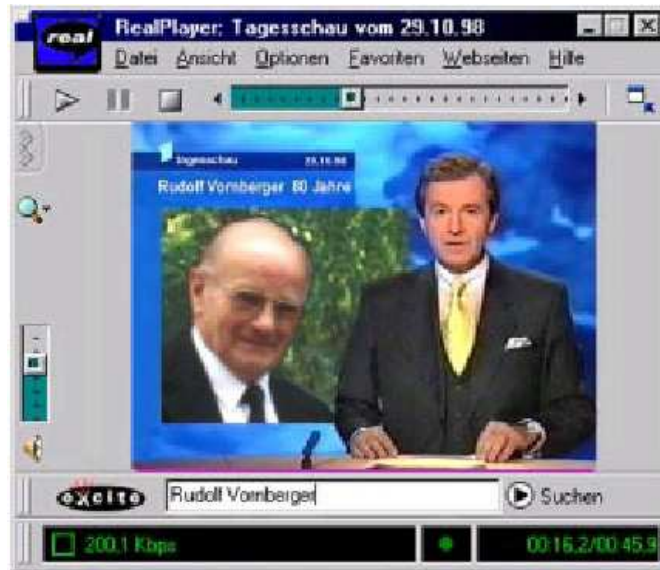 real
RealPlayer: Tagesschau vom 29.10.98
Datei Ansicht Optionen Favoriten Webseiten Hilfe
tagesschau 29.10.98
Rudolf Vornberger 80 Jahre
excite Rudolf Vornberger Suchen
200,1 Kbps 00:16,2/00:45,9